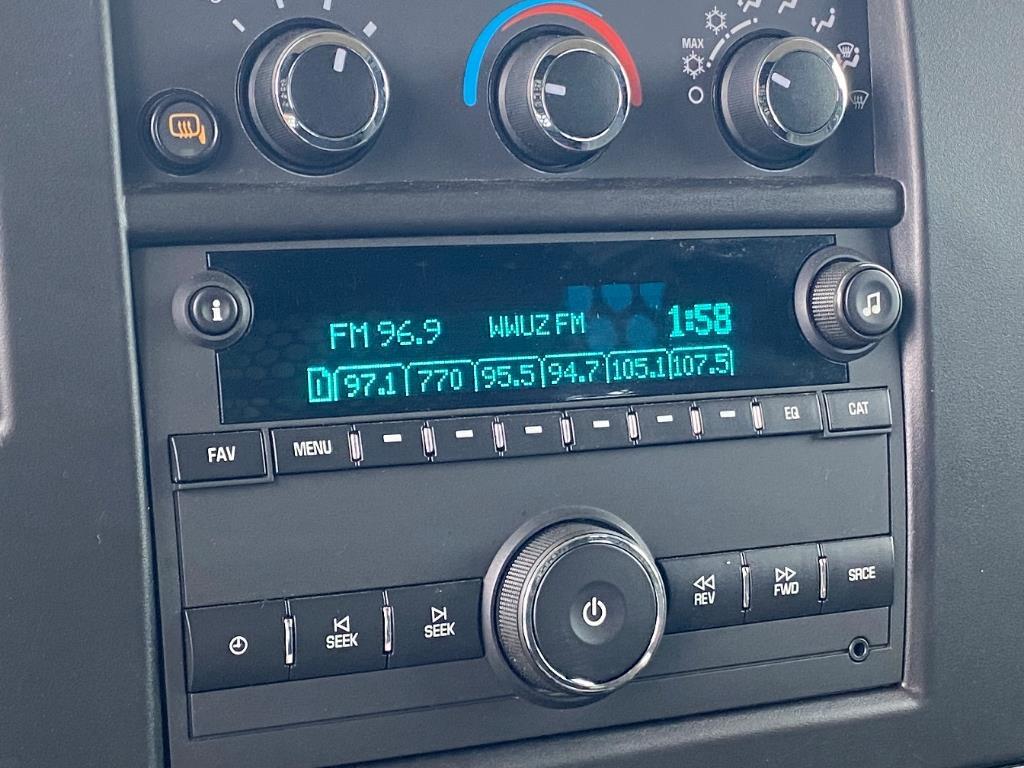 MAX
FM 96.9 WWUZ FM 1:58
97.1 770 95.5 94.7 105.1 107.5
FAV MENU EQ CAT
SEEK SEEK REV FWD SRCE